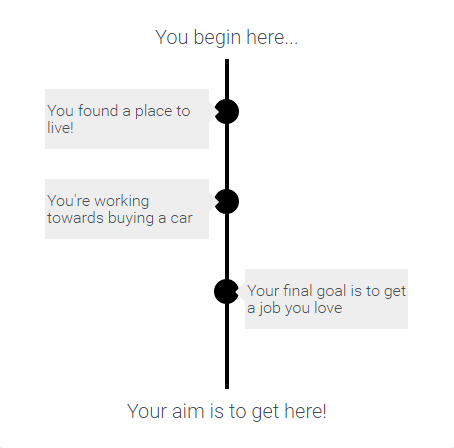 You begin here...
You found a place to
live!
You're working
towards buying a car
Your final goal is to get
a job you love
Your aim is to get here!